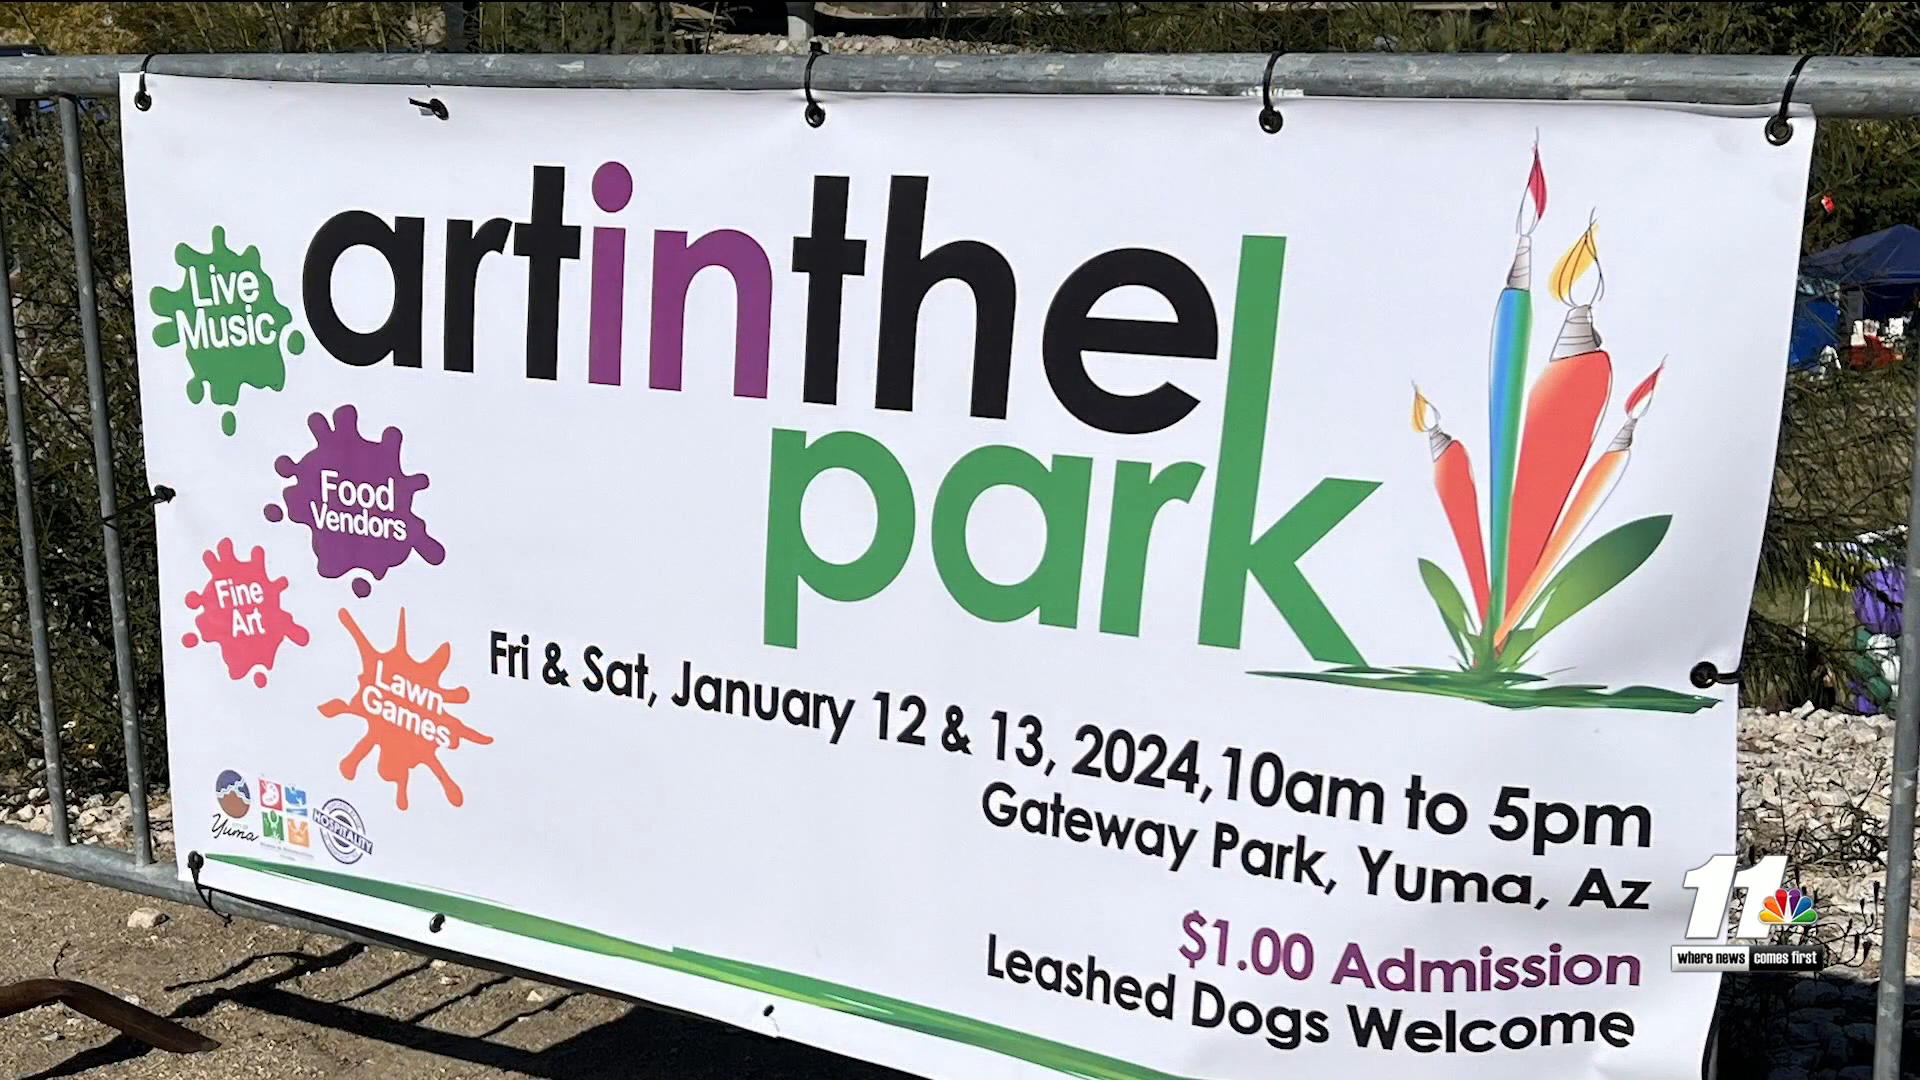 artinthe
park
Live
Music
Food
Vendors
Fine
Art
Lawn
Games
Fri & Sat, January 12 & 13, 2024,10am to 5pm
Gateway Park, Yuma, Az
$1.00 Admission
Leashed Dogs Welcome
Yuma
HOSPITALITY
11
where news comes first